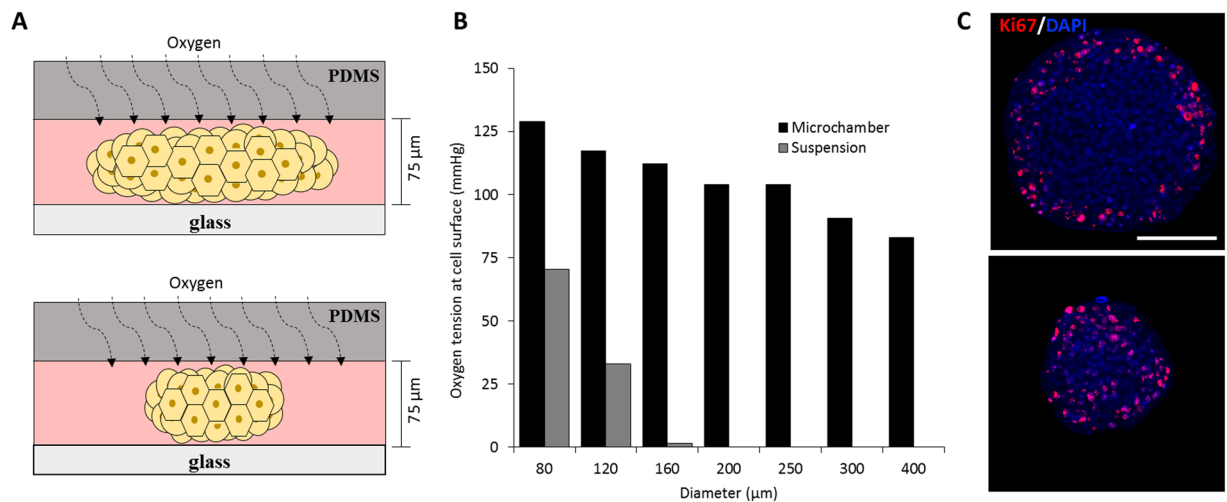 A
Oxygen
PDMS
75 μm
glass
Oxygen
PDMS
75 μm
glass
B
Oxygen tension at cell surface (mmHg)
150
125
100
75
50
25
0
Microchamber
Suspension
80 120 160 200 250 300 400
Diameter (μm)
C
Ki67/DAPI